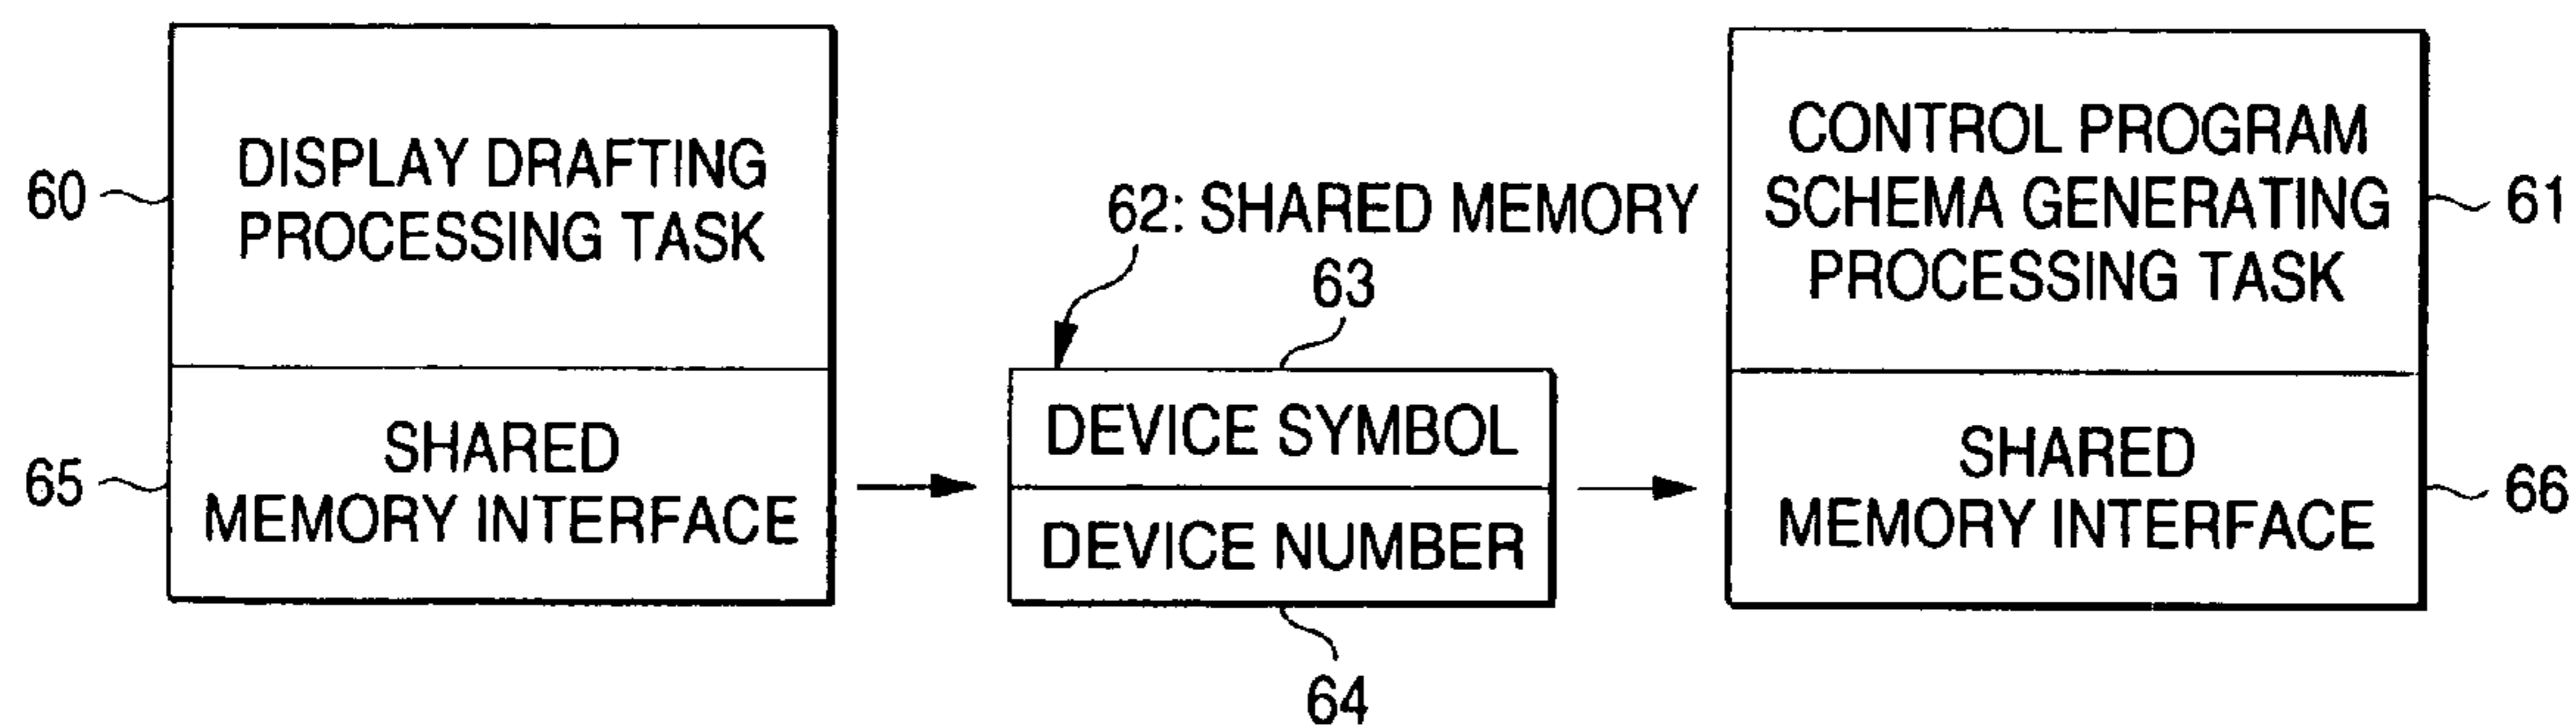 60
DISPLAY DRAFTING
PROCESSING TASK
65
SHARED
MEMORY INTERFACE
62: SHARED MEMORY
63
DEVICE SYMBOL
DEVICE NUMBER
64
CONTROL PROGRAM
SCHEMA GENERATING
PROCESSING TASK
61
SHARED
MEMORY INTERFACE
66